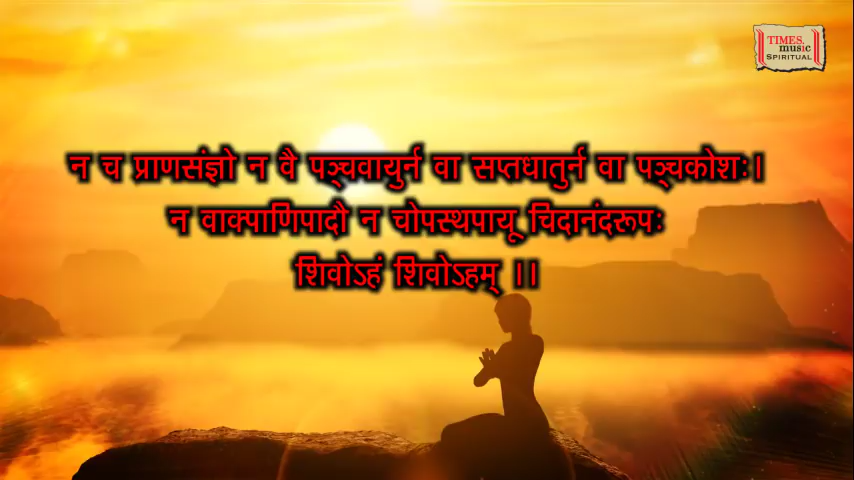 TIMES.
music
SPIRITUAL
न च प्राणसंज्ञो न वै पञ्चवायुर्न वा सप्तधातुर्न वा पञ्चकोशः।
न वाक्पाणिपादौ न चोपस्थपायू चिदानंदरूपः
शिवोऽहं शिवोऽहम् ।।